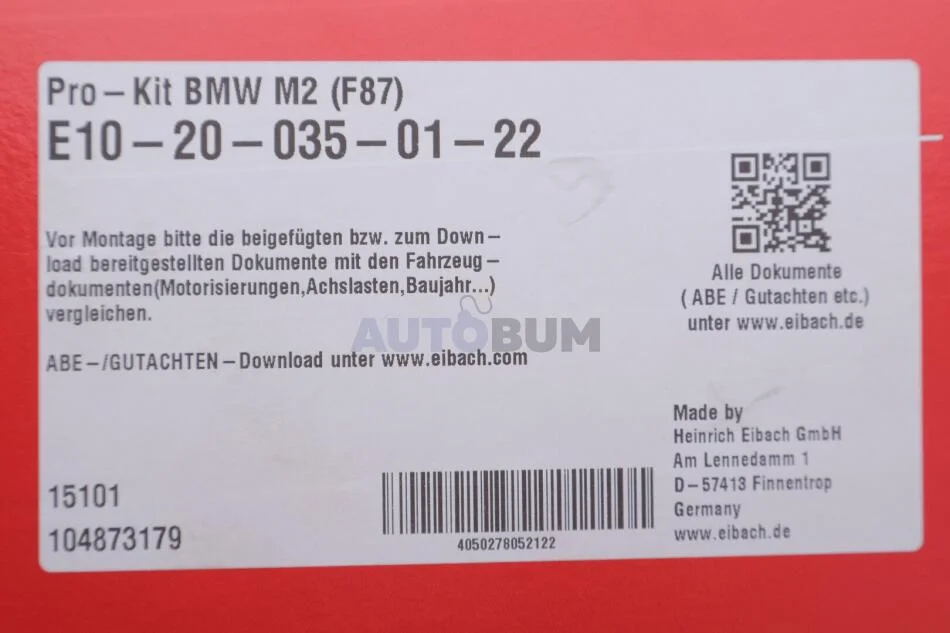 Pro – Kit BMW M2 (F87)
E10 – 20 – 035 – 01 – 22
Vor Montage bitte die beigefügten bzw. zum Down –
load bereitgestellten Dokumente mit den Fahrzeug –
dokumenten(Motorisierungen,Achslasten,Baujahr...)
vergleichen.
ABE – /GUTACHTEN – Download unter www.eibach.com
Alle Dokumente
( ABE / Gutachten etc.)
unter www.eibach.de
AUTOBUM
Made by
Heinrich Eibach GmbH
Am Lennedamm 1
D – 57413 Finnentrop
Germany
www.eibach.de
15101
104873179
4050278052122